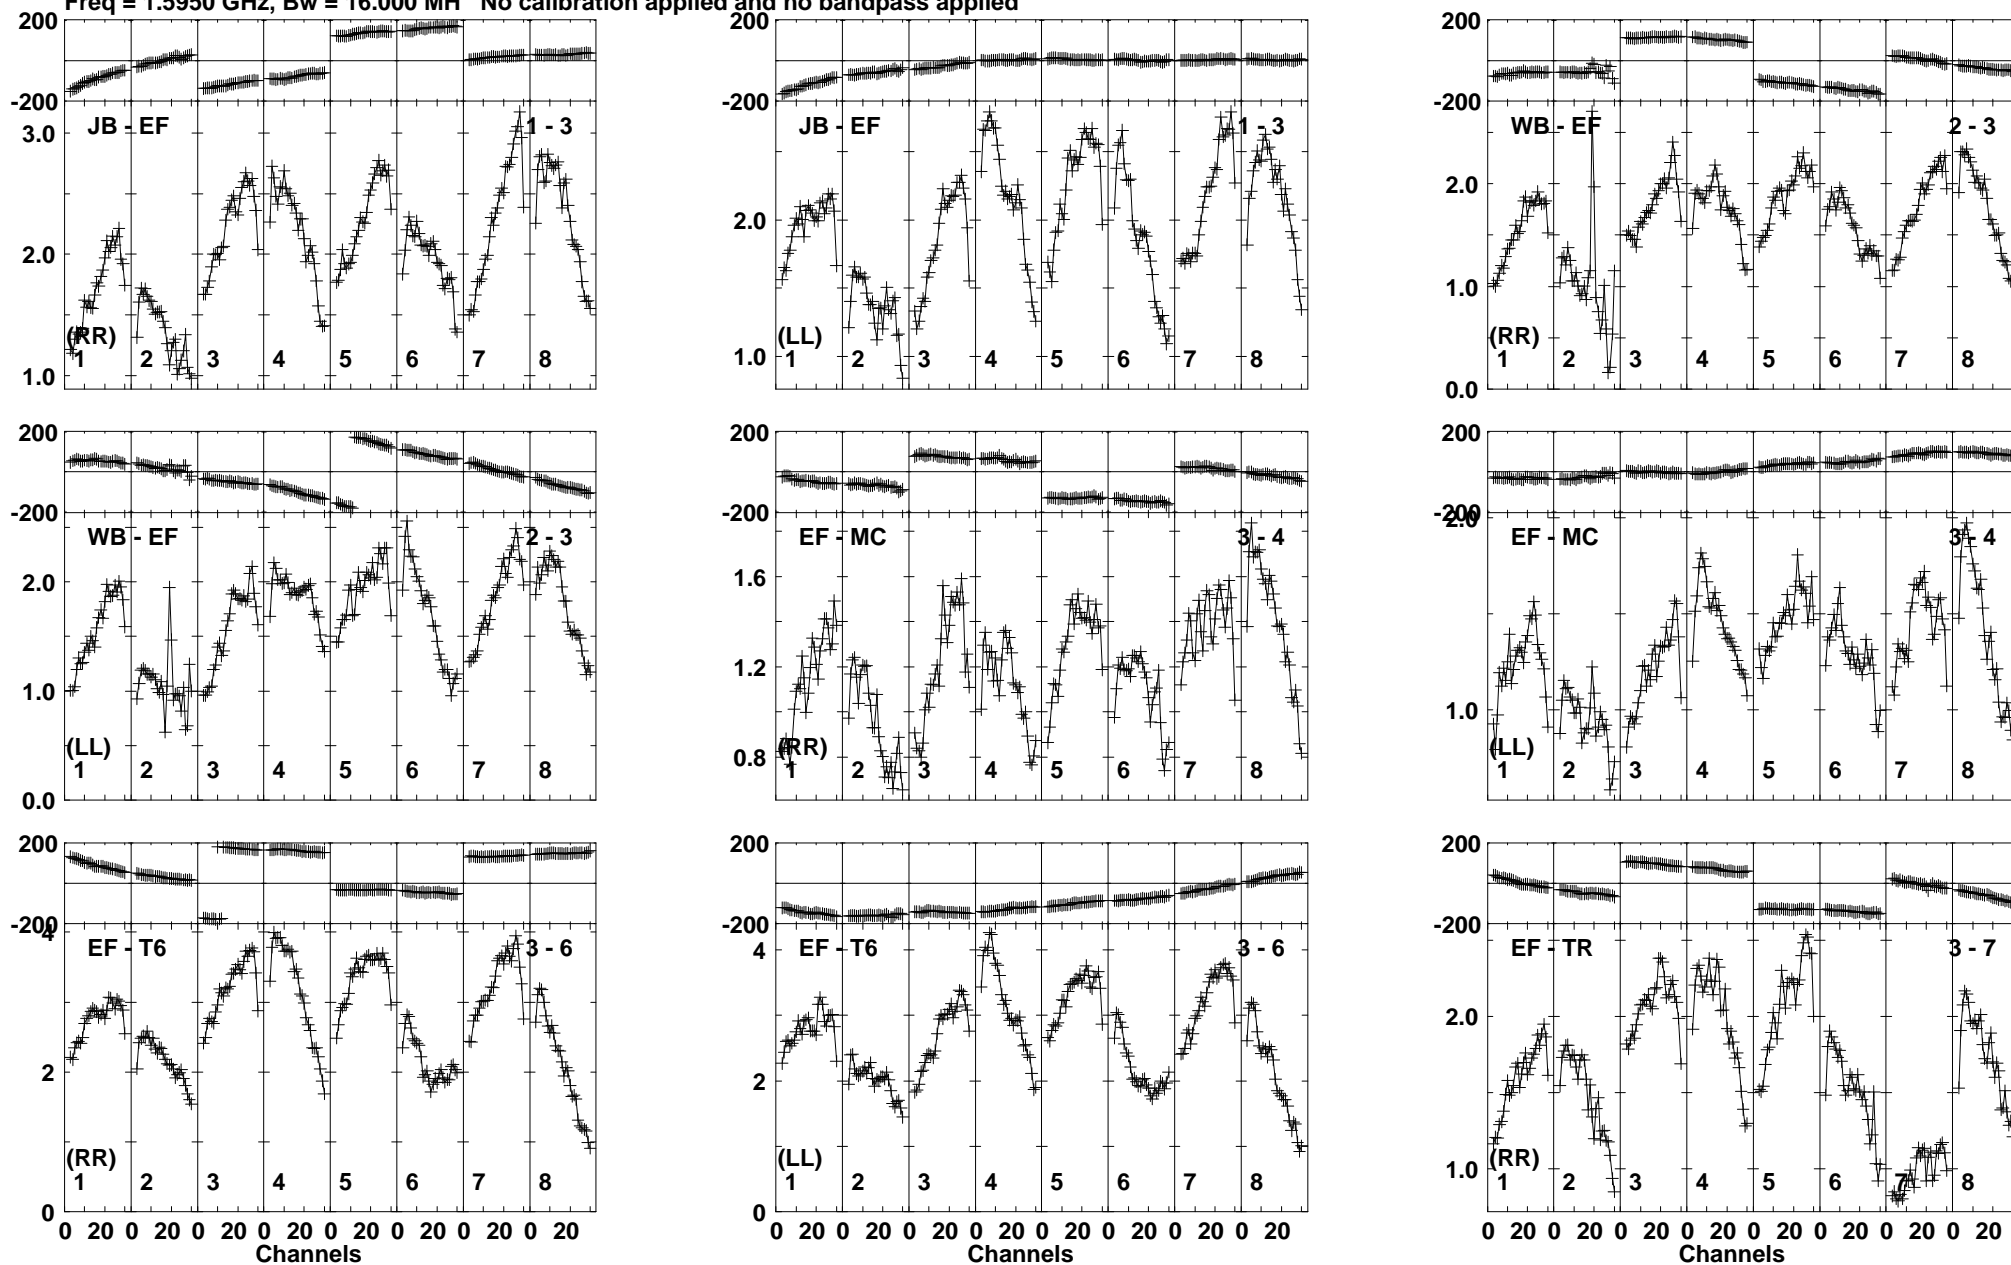 Freq = 1.5950 GHz, Bw = 16.000 MH No calibration applied and no bandpass applied
200 200 200
-200 -200 -200
JB - EF 1 - 3 JB - EF 1 - 3 WB - EF 2 - 3
3.0
2.0 2.0 2.0
1.0
(RR) (LL) (RR)
1.0 1.0 0.0
1 2 3 4 5 6 7 8 1 2 3 4 5 6 7 8 1 2 3 4 5 6 7 8
200 200 200
-200 -200 -200
WB - EF 2 - 3 EF - MC 3 - 4 EF - MC 3 - 4
2.0
2.0 1.6
1.0 1.2 1.0
0.8
0.0
(LL) (RR) (LL)
1 2 3 4 5 6 7 8 1 2 3 4 5 6 7 8 1 2 3 4 5 6 7 8
200 200 200
-200 -200 -200
EF - T6 3 - 6 EF - T6 3 - 6 EF - TR 3 - 7
4 4
2.0
2 2
1.0
(RR) (LL) (RR)
1 2 3 4 5 6 7 8 1 2 3 4 5 6 7 8 1 2 3 4 5 6 7 8
0 0
0 20 0 20 0 20 0 20 0 20 0 20 0 20 0 20 0 20 0 20 0 20 0 20 0 20 0 20 0 20 0 20 0 20 0 20 0 20 0 20 0 20 0 20 0 20 0 20
Channels Channels Channels